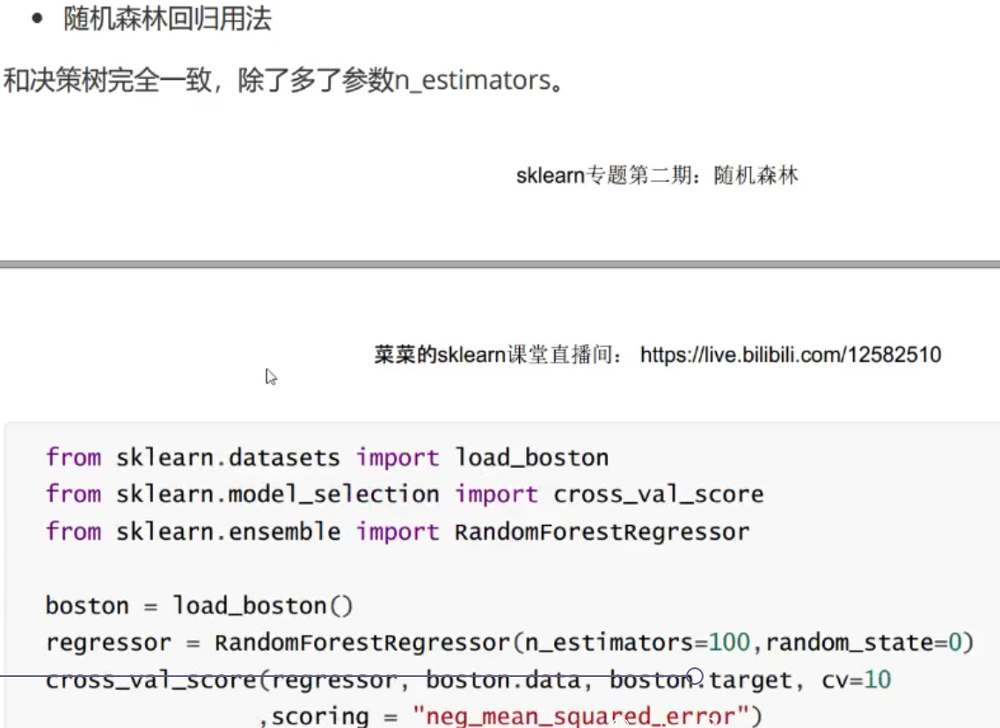 • 随机森林回归用法
和决策树完全一致，除了多了参数n_estimators。
sklearn专题第二期：随机森林
菜菜的sklearn课堂直播间： https://live.bilibili.com/12582510
from sklearn.datasets import load_boston
from sklearn.model_selection import cross_val_score
from sklearn.ensemble import RandomForestRegressor
boston = load_boston()
regressor = RandomForestRegressor(n_estimators=100,random_state=0)
cross_val_score(regressor, boston.data, boston.target, cv=10
,scoring = "neg_mean_squared_error")